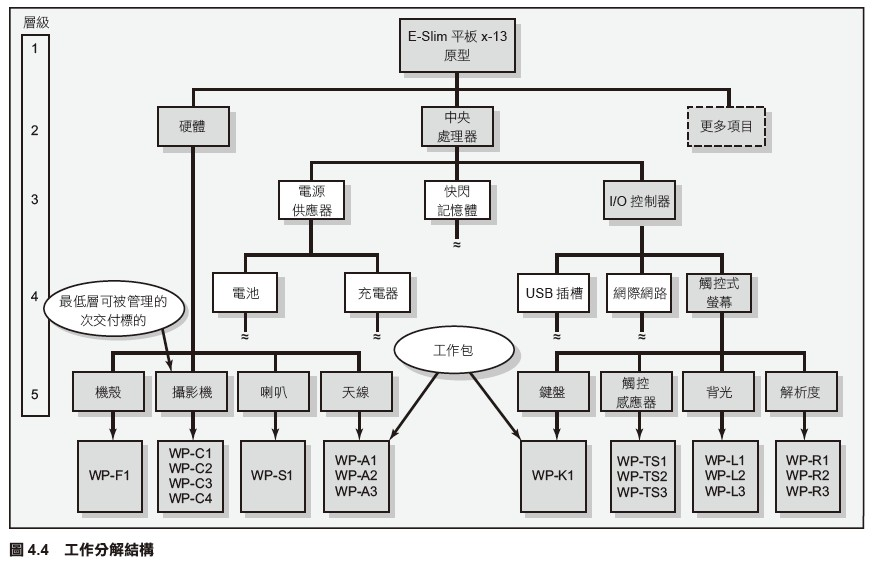 層級
1
E-Slim 平板 x-13
原型
2
硬體
中央
處理器
更多項目
3
電源
供應器
快閃
記憶體
I/O 控制器
≈
4
電池
充電器
USB 插槽
網際網路
觸控式
螢幕
≈
≈
≈
≈
最低層可被管理的
次交付標的
工作包
5
機殼
攝影機
喇叭
天線
鍵盤
觸控
感應器
背光
解析度
WP-F1
WP-C1
WP-C2
WP-C3
WP-C4
WP-S1
WP-A1
WP-A2
WP-A3
WP-K1
WP-TS1
WP-TS2
WP-TS3
WP-L1
WP-L2
WP-L3
WP-R1
WP-R2
WP-R3
圖 4.4 工作分解結構